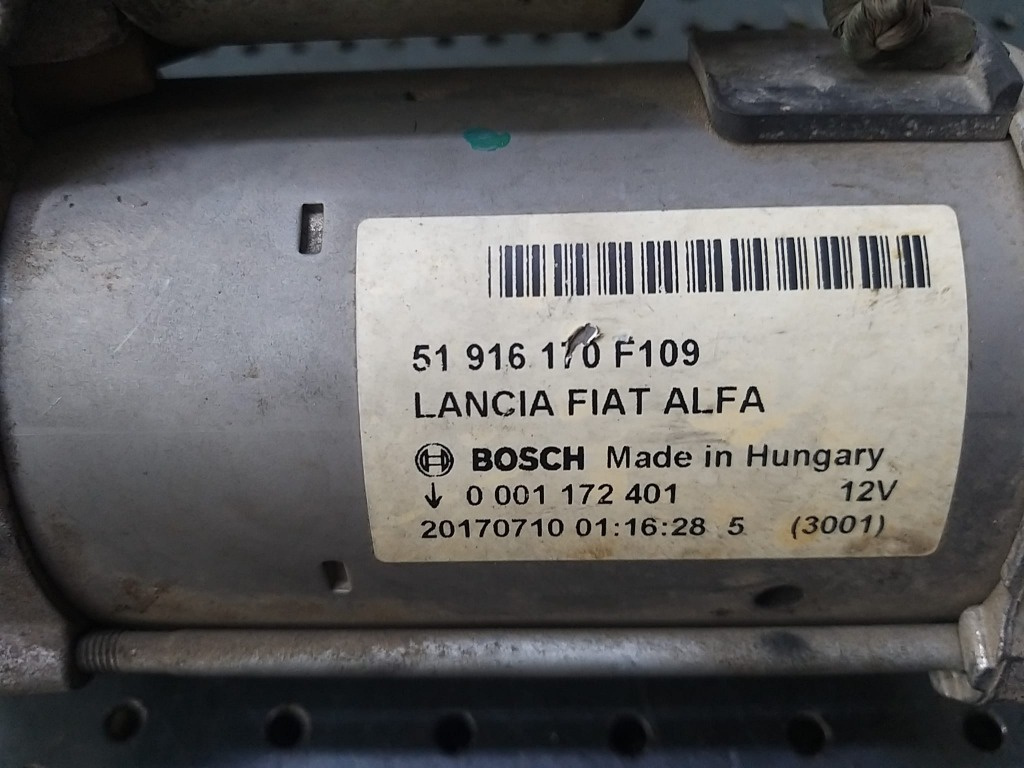 51 916 170 F109
LANCIA FIAT ALFA
BOSCH Made in Hungary
↓ 0 001 172 401 12V
20170710 01:16:28 5 (3001)